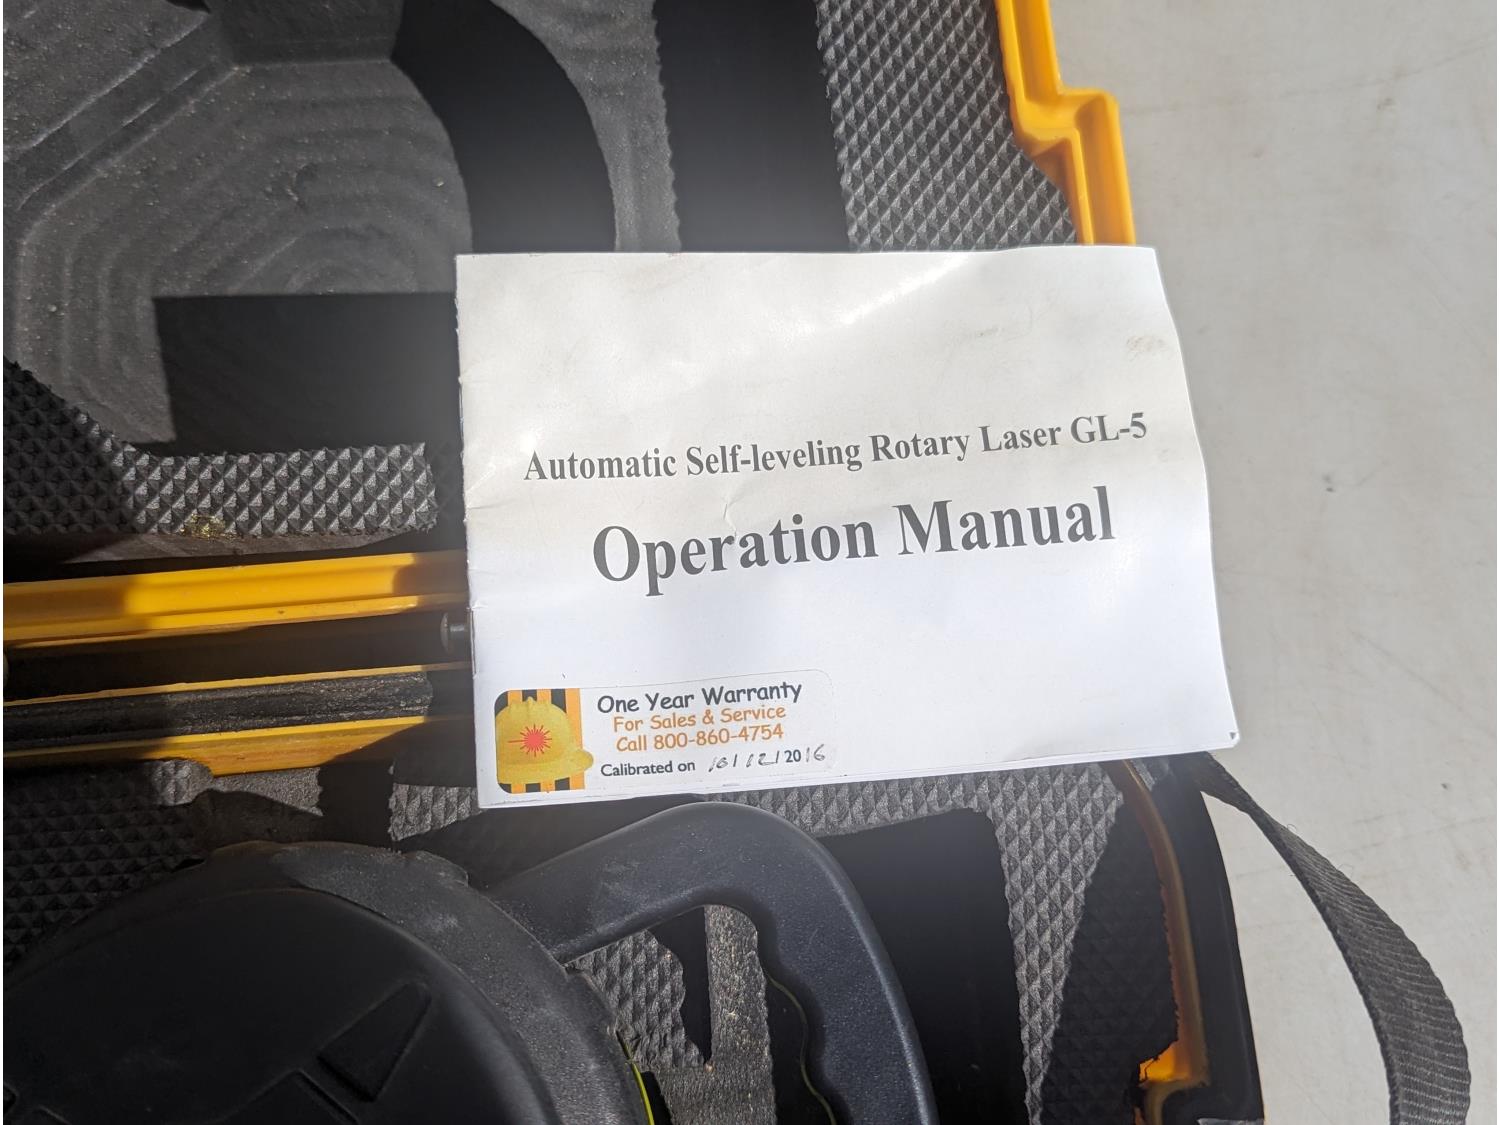 Automatic Self-leveling Rotary Laser GL-5
Operation Manual
One Year Warranty
For Sales & Service
Call 800-860-4754
Calibrated on 10/12/2016